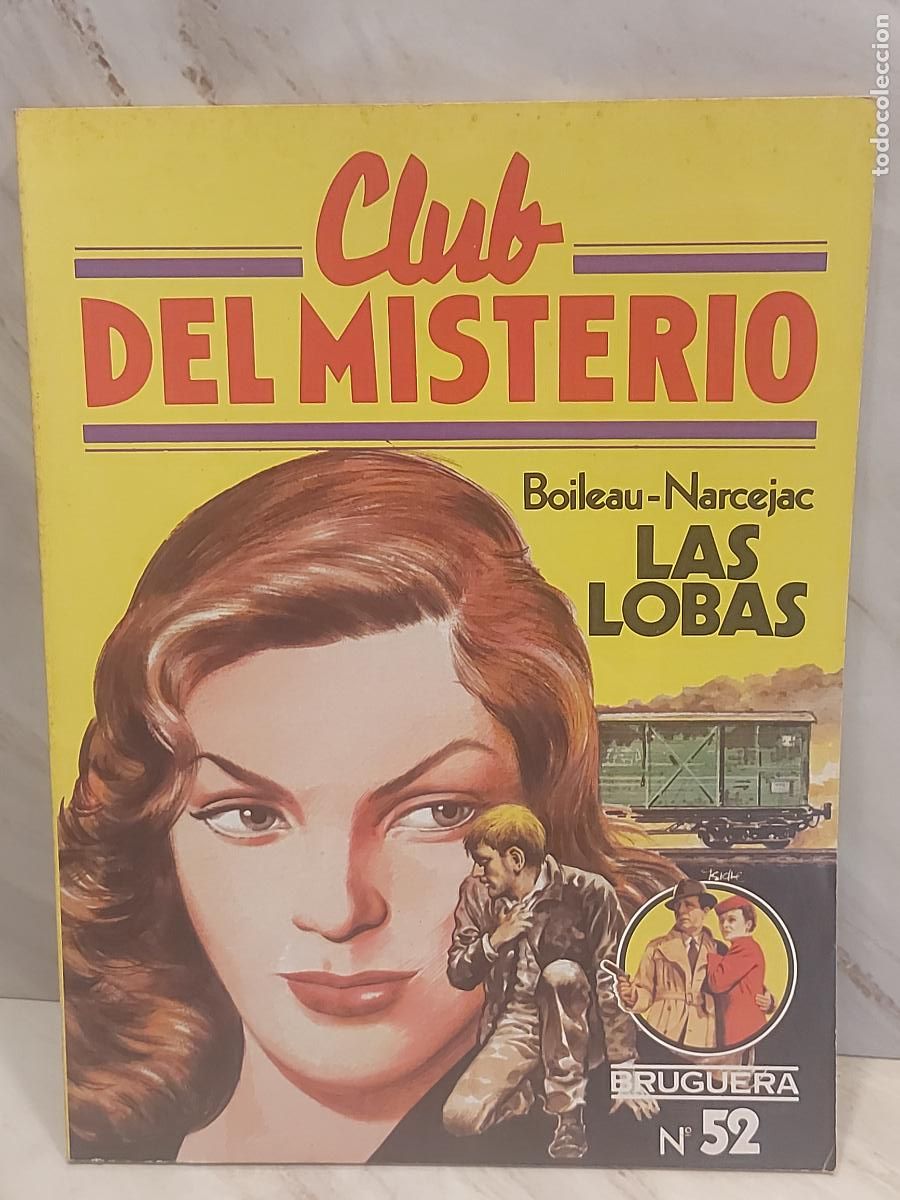 Club
DEL MISTERIO
Boileau-Narcejac
LAS
LOBAS
BRUGUERA
Nº 52
todocoleccion